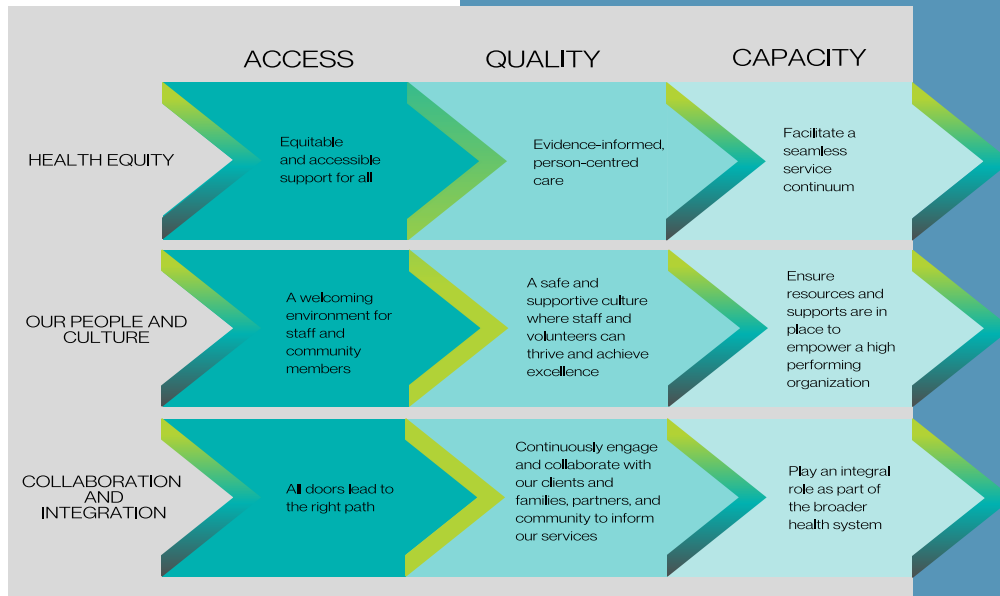 ACCESS
QUALITY
CAPACITY
HEALTH EQUITY
Equitable
and accessible
support for all
Evidence-informed,
person-centred
care
Facilitate a
seamless
service
continuum
OUR PEOPLE AND
CULTURE
A welcoming
environment for
staff and
community
members
A safe and
supportive culture
where staff and
volunteers can
thrive and achieve
excellence
Ensure
resources and
supports are in
place to
empower a high
performing
organization
COLLABORATION
AND
INTEGRATION
All doors lead to
the right path
Continuously engage
and collaborate with
our clients and
families, partners, and
community to inform
our services
Play an integral
role as part of
the broader
health system